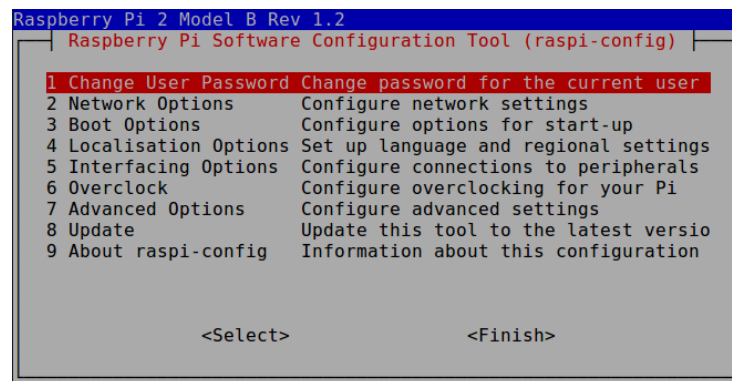 Raspberry Pi 2 Model B Rev 1.2
Raspberry Pi Software Configuration Tool (raspi-config)
1 Change User Password Change password for the current user
2 Network Options Configure network settings
3 Boot Options Configure options for start-up
4 Localisation Options Set up language and regional settings
5 Interfacing Options Configure connections to peripherals
6 Overclock Configure overclocking for your Pi
7 Advanced Options Configure advanced settings
8 Update Update this tool to the latest versio
9 About raspi-config Information about this configuration
<Select> <Finish>